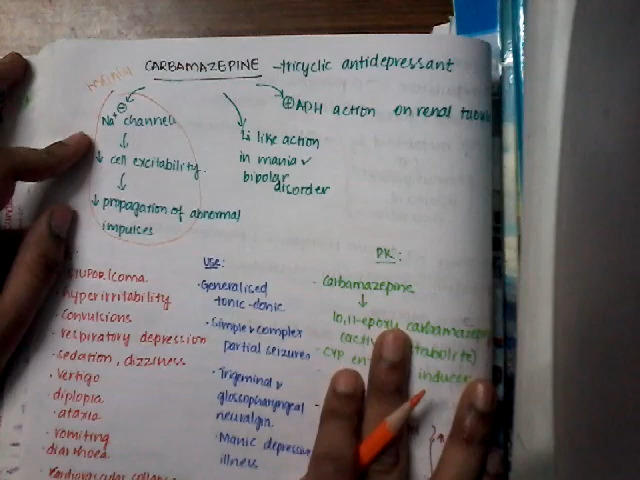 mania
CARBAMAZEPINE - tricyclic antidepressant
⊕ ADH action on renal
Na⁺ ⊖ channels
↓
↓ cell excitability.
↓
↓ propagation of abnormal
impulses
Li like action
in mania ✓
bipolar
disorder
stupor/coma.
hyperirritability
convulsions
- respiratory depression
• sedation, dizziness
• vertigo
diplopia
• ataxia
• vomiting
diarrhoea
Use:
• Generalised
tonic-clonic
• Simple & complex
partial seizures
• Trigeminal &
glossopharyngeal
neuralgia.
• Manic depressive
illness
PK:
• Carbamazepine
↓
10,11-epoxy
• CYP
inducer